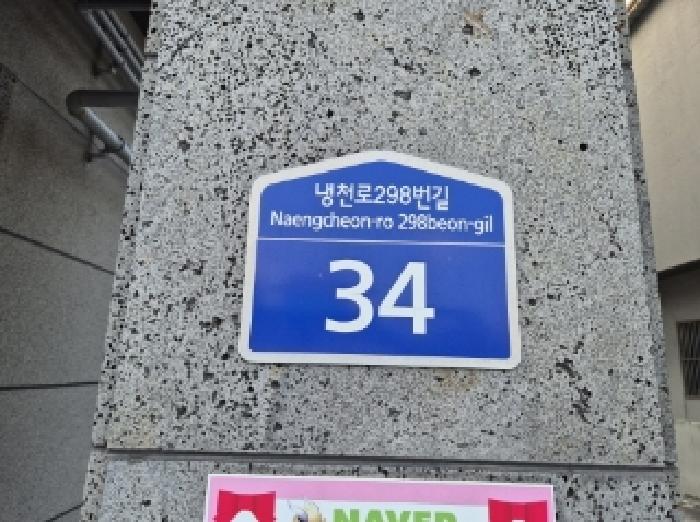 냉천로298번길
Naengcheon-ro 298beon-gil
34
NAVER